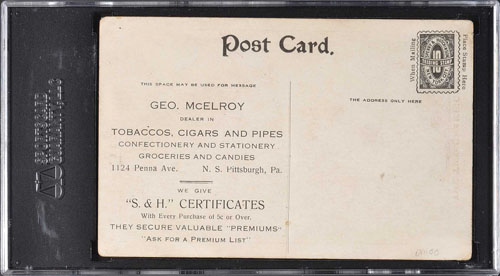 Post Card.
When Mailing
Place Stamp Here
THIS SPACE MAY BE USED FOR MESSAGE
THE ADDRESS ONLY HERE
GEO. McELROY
DEALER IN
TOBACCOS, CIGARS AND PIPES
CONFECTIONERY AND STATIONERY
GROCERIES AND CANDIES
1124 Penna Ave. N. S. Pittsburgh, Pa.
WE GIVE
"S. & H." CERTIFICATES
With Every Purchase of 5c or Over.
THEY SECURE VALUABLE "PREMIUMS"
"ASK FOR A PREMIUM LIST"